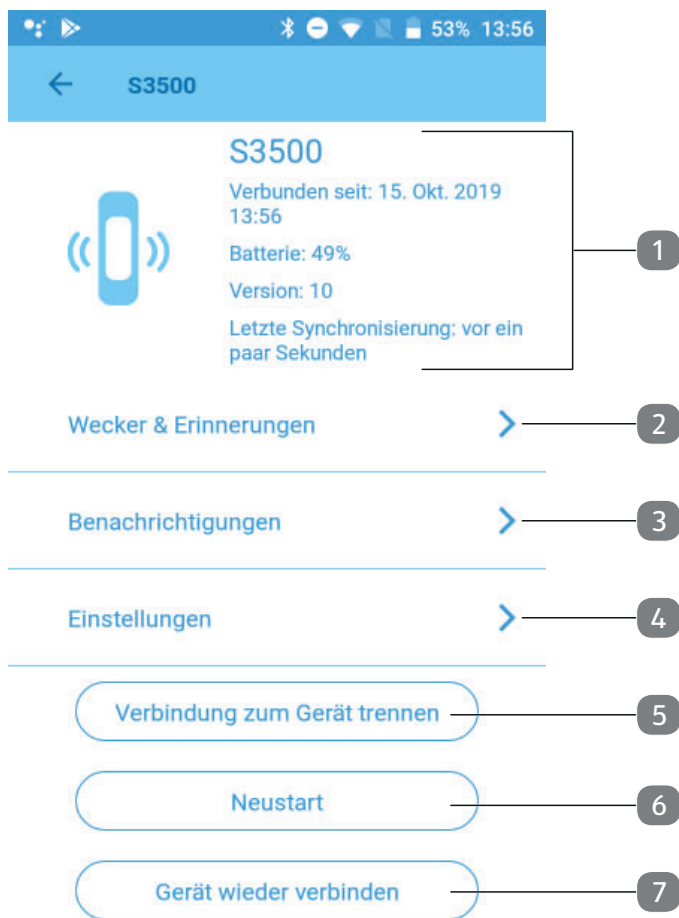 53% 13:56
S3500
S3500
Verbunden seit: 15. Okt. 2019
13:56
Batterie: 49%
Version: 10
Letzte Synchronisierung: vor ein
paar Sekunden
1
Wecker & Erinnerungen
2
Benachrichtigungen
3
Einstellungen
4
Verbindung zum Gerät trennen
5
Neustart
6
Gerät wieder verbinden
7